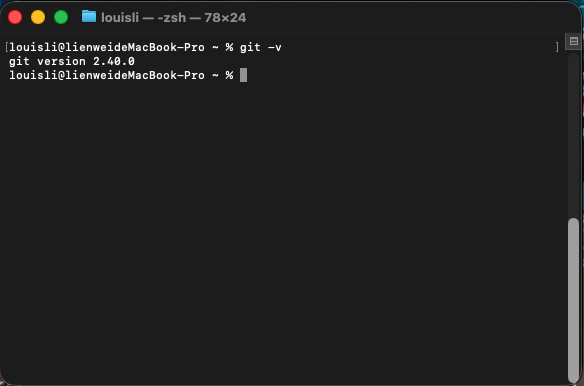 louisli — -zsh — 78×24
[louisli@lienweideMacBook-Pro ~ % git -v ]
git version 2.40.0
louisli@lienweideMacBook-Pro ~ %